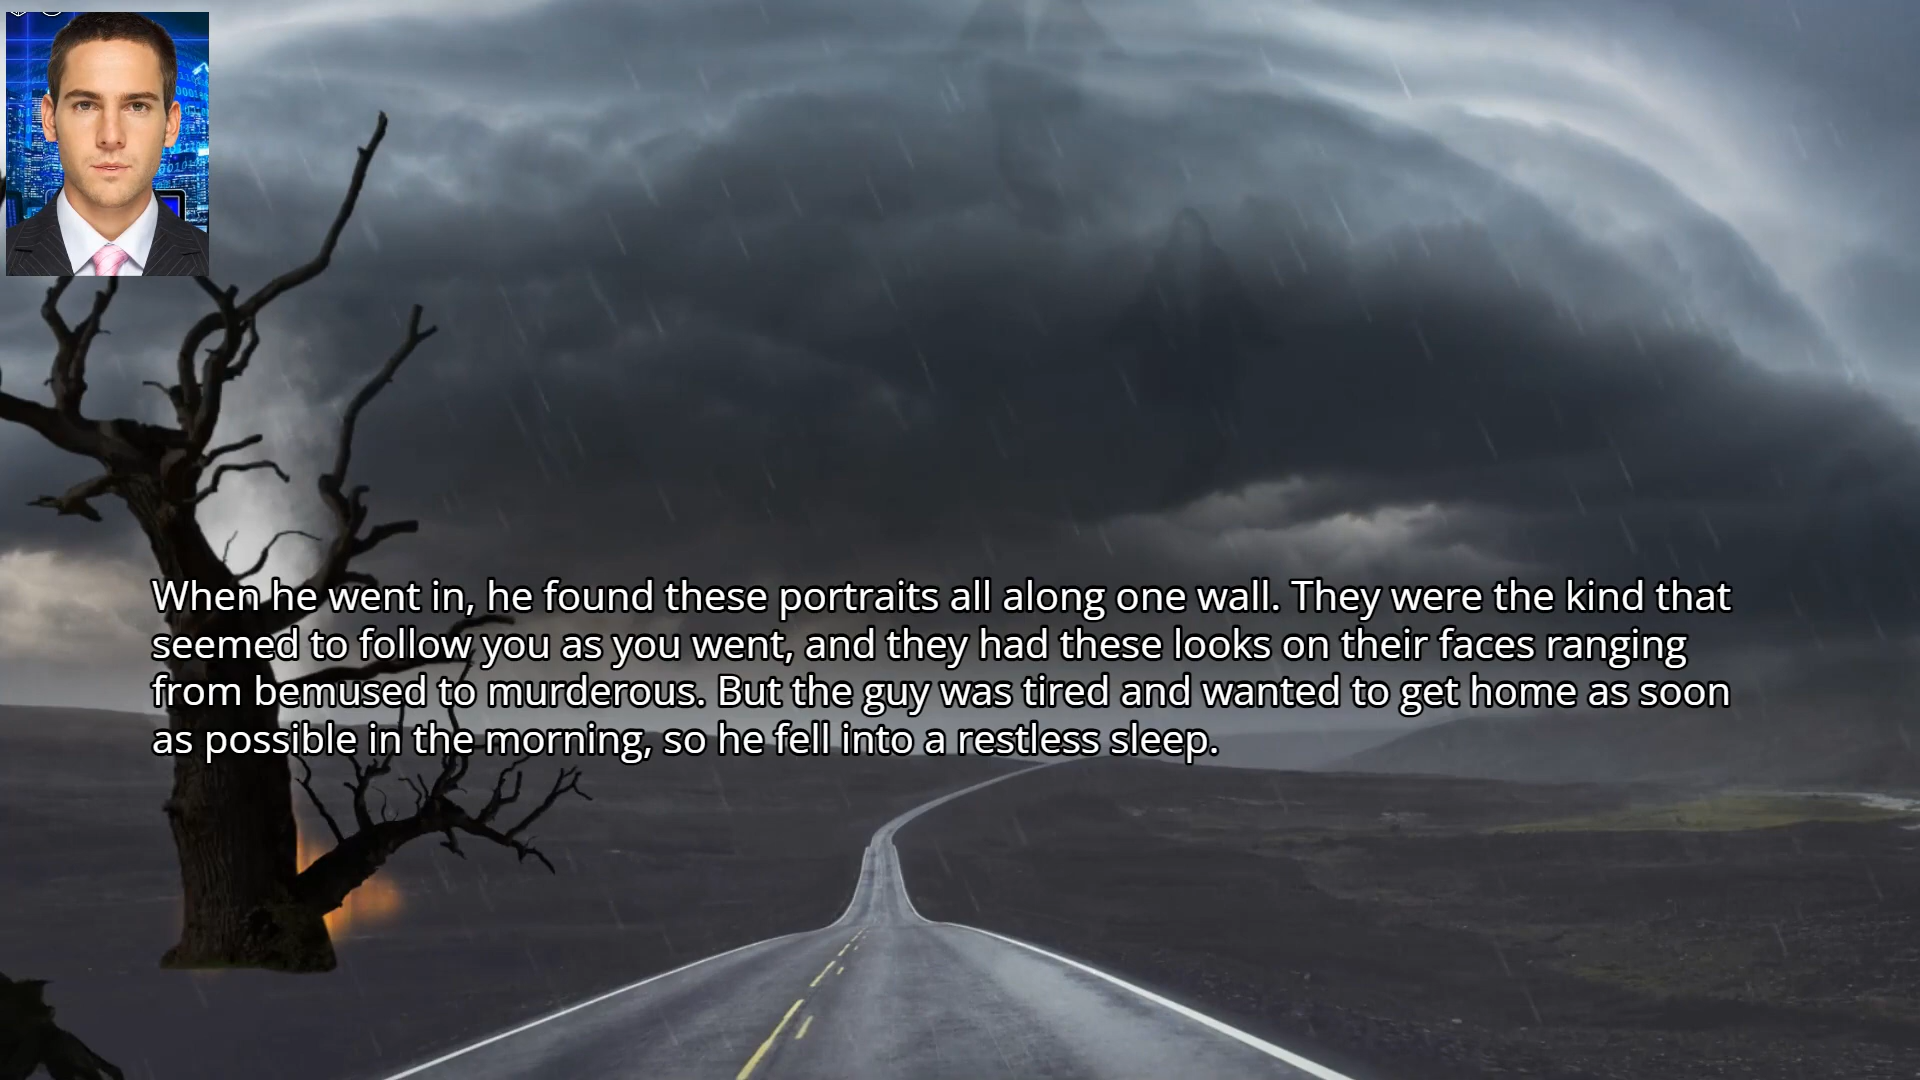 When he went in, he found these portraits all along one wall. They were the kind that
seemed to follow you as you went, and they had these looks on their faces ranging
from bemused to murderous. But the guy was tired and wanted to get home as soon
as possible in the morning, so he fell into a restless sleep.